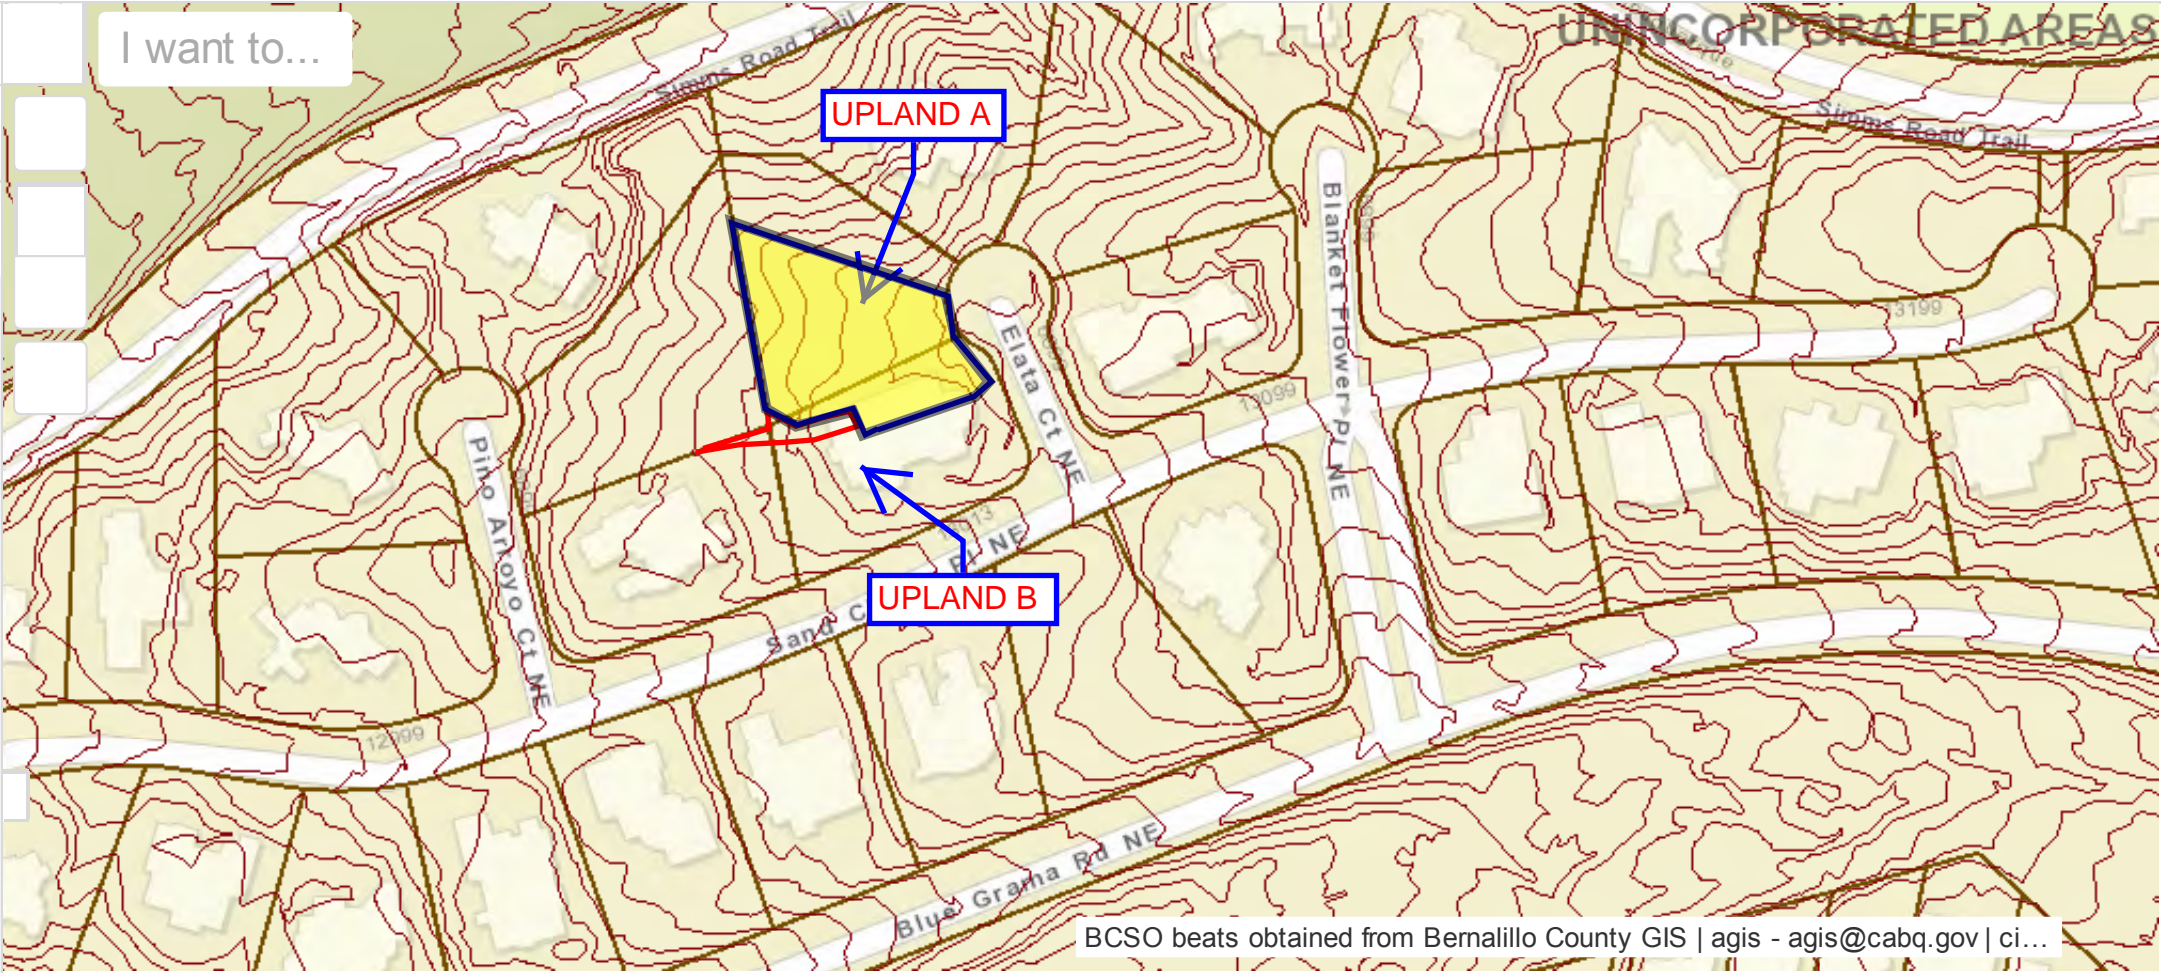 I want to...
UNINCORPORATED AREAS
Simms Road Trail
Simms Road Trail
UPLAND A
Blanket Flower Pl NE
13199
Elata Ct NE
13099
Pino Arroyo Ct NE
Pl NE
UPLAND B
Sand C
12999
Blue Grama Rd NE
BCSO beats obtained from Bernalillo County GIS | agis - agis@cabq.gov | ci...